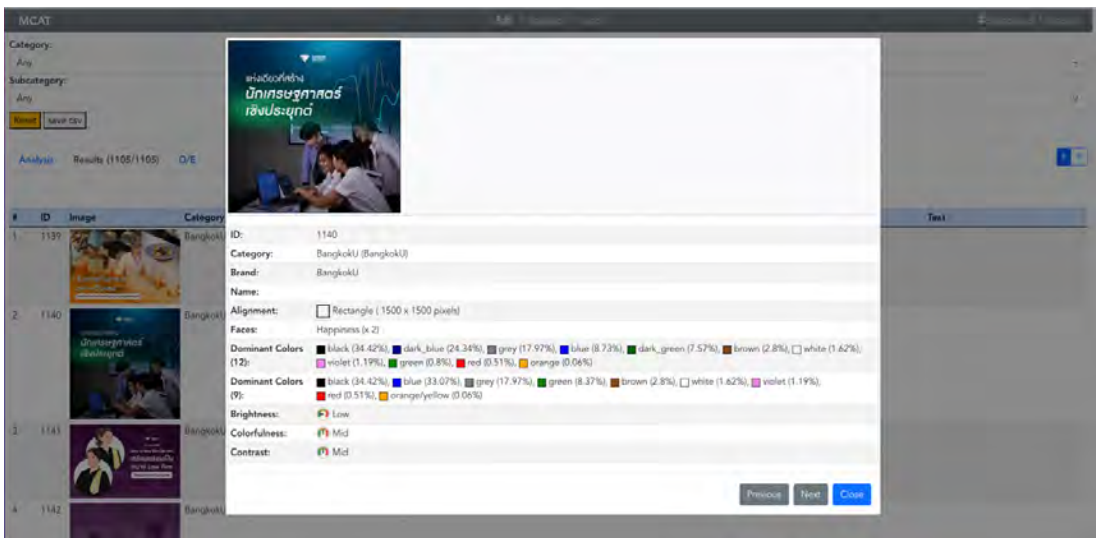 MCAT
Category:
Any
Subcategory:
Any
Reset save csv
Analysis Results (1105/1105) O/E
# ID Image Category Text
1 1139 BangkokU
2 1140 BangkokU
3 1141 BangkokU
4 1142 BangkokU
แห่งเดียวที่สร้าง
นักเศรษฐศาสตร์
เชิงประยุกต์
ID: 1140
Category: BangkokU (BangkokU)
Brand: BangkokU
Name:
Alignment: Rectangle ( 1500 x 1500 pixels)
Faces: Happiness (x 2)
Dominant Colors (12): black (34.42%), dark_blue (24.34%), grey (17.97%), blue (8.73%), dark_green (7.57%), brown (2.8%), white (1.62%),
violet (1.19%), green (0.8%), red (0.51%), orange (0.06%)
Dominant Colors (9): black (34.42%), blue (33.07%), grey (17.97%), green (8.37%), brown (2.8%), white (1.62%), violet (1.19%),
red (0.51%), orange/yellow (0.06%)
Brightness: Low
Colorfulness: Mid
Contrast: Mid
Previous Next Close